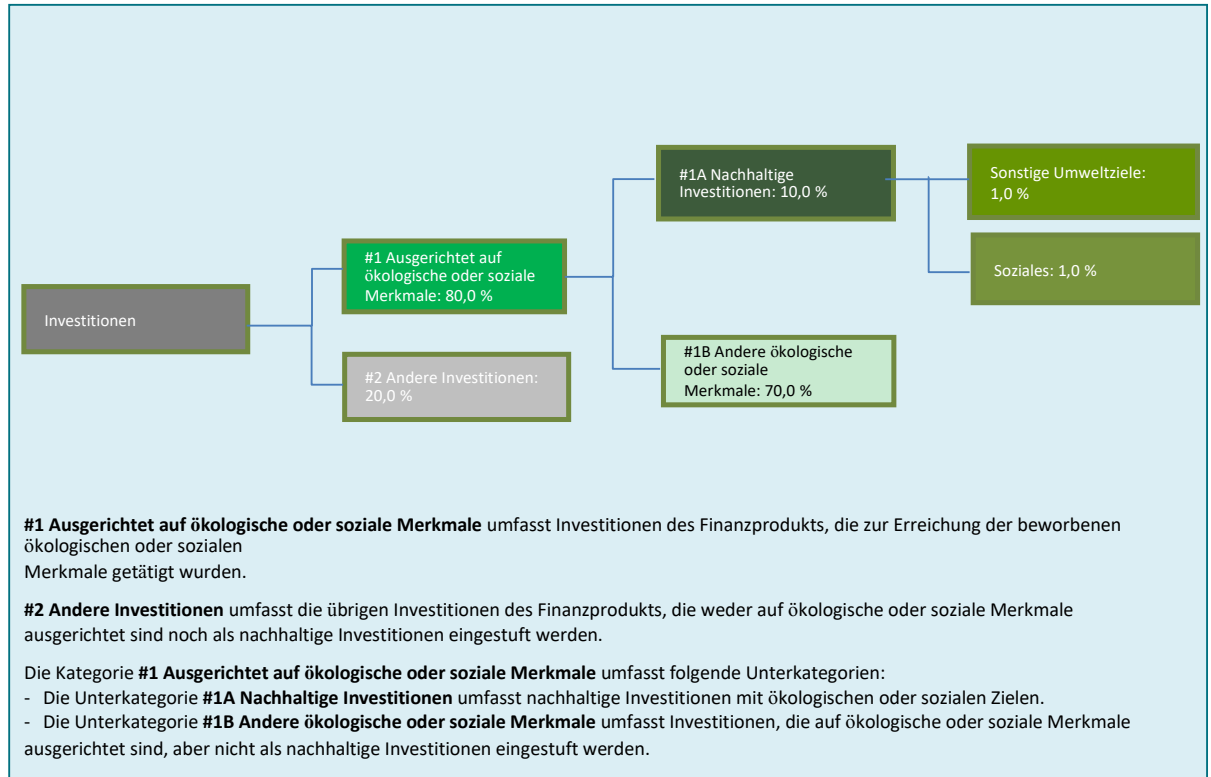 #1A Nachhaltige
Investitionen: 10,0 %
Sonstige Umweltziele:
1,0 %
#1 Ausgerichtet auf
ökologische oder soziale
Merkmale: 80,0 %
Soziales: 1,0 %
Investitionen
#2 Andere Investitionen:
20,0 %
#1B Andere ökologische
oder soziale
Merkmale: 70,0 %
#1 Ausgerichtet auf ökologische oder soziale Merkmale umfasst Investitionen des Finanzprodukts, die zur Erreichung der beworbenen
ökologischen oder sozialen
Merkmale getätigt wurden.
#2 Andere Investitionen umfasst die übrigen Investitionen des Finanzprodukts, die weder auf ökologische oder soziale Merkmale
ausgerichtet sind noch als nachhaltige Investitionen eingestuft werden.
Die Kategorie #1 Ausgerichtet auf ökologische oder soziale Merkmale umfasst folgende Unterkategorien:
- Die Unterkategorie #1A Nachhaltige Investitionen umfasst nachhaltige Investitionen mit ökologischen oder sozialen Zielen.
- Die Unterkategorie #1B Andere ökologische oder soziale Merkmale umfasst Investitionen, die auf ökologische oder soziale Merkmale
ausgerichtet sind, aber nicht als nachhaltige Investitionen eingestuft werden.